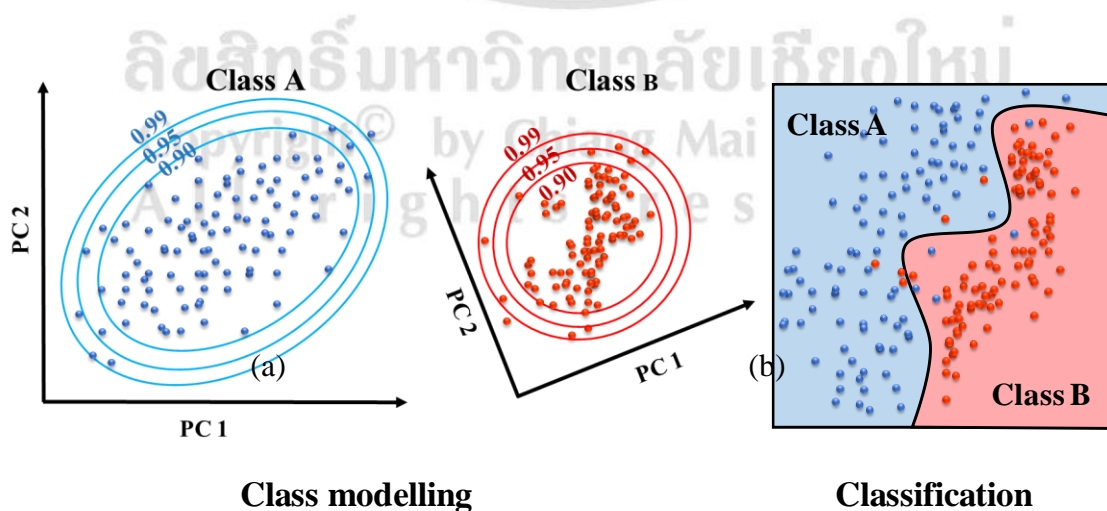 ลิขสิทธิ์มหาวิทยาลัยเชียงใหม่
Copyright© by Chiang Mai
All rights res
Class A
0.99
0.95
0.90
PC 2
PC 1
(a)
Class B
0.99
0.95
0.90
PC 2
PC 1
(b)
Class A
Class B
Class modelling
Classification